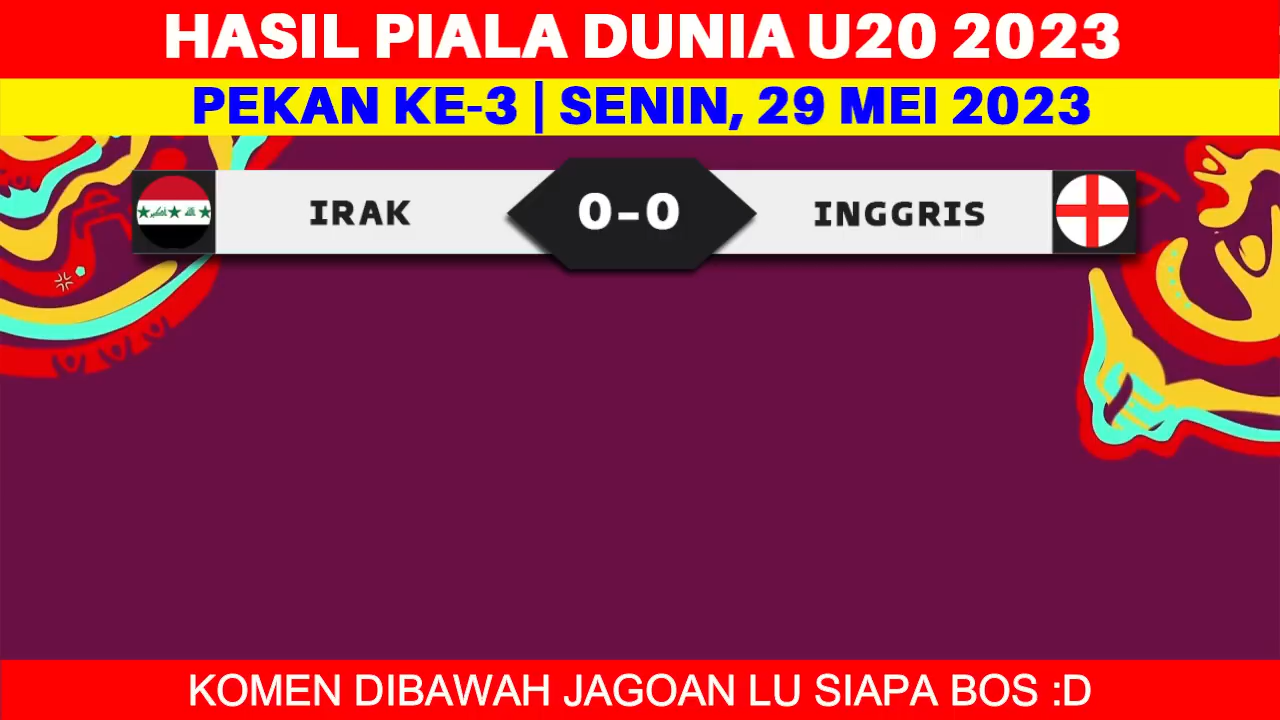 HASIL PIALA DUNIA U20 2023
PEKAN KE-3 | SENIN, 29 MEI 2023
IRAK 0-0 INGGRIS
KOMEN DIBAWAH JAGOAN LU SIAPA BOS :D